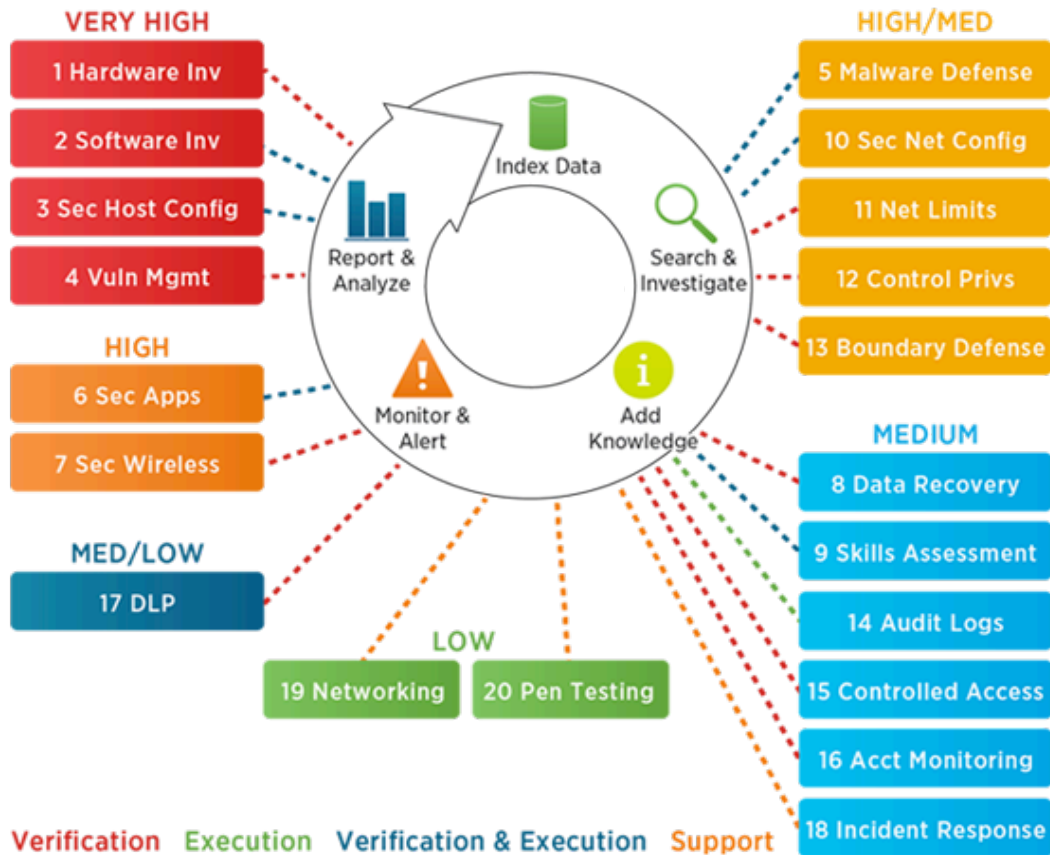 VERY HIGH
1 Hardware Inv
2 Software Inv
3 Sec Host Config
4 Vuln Mgmt
HIGH
6 Sec Apps
7 Sec Wireless
MED/LOW
17 DLP
Index Data
Report &
Analyze
Search &
Investigate
Monitor &
Alert
i
Add
Knowledge
LOW
19 Networking
20 Pen Testing
HIGH/MED
5 Malware Defense
10 Sec Net Config
11 Net Limits
12 Control Privs
13 Boundary Defense
MEDIUM
8 Data Recovery
9 Skills Assessment
14 Audit Logs
15 Controlled Access
16 Acct Monitoring
18 Incident Response
Verification Execution Verification & Execution Support